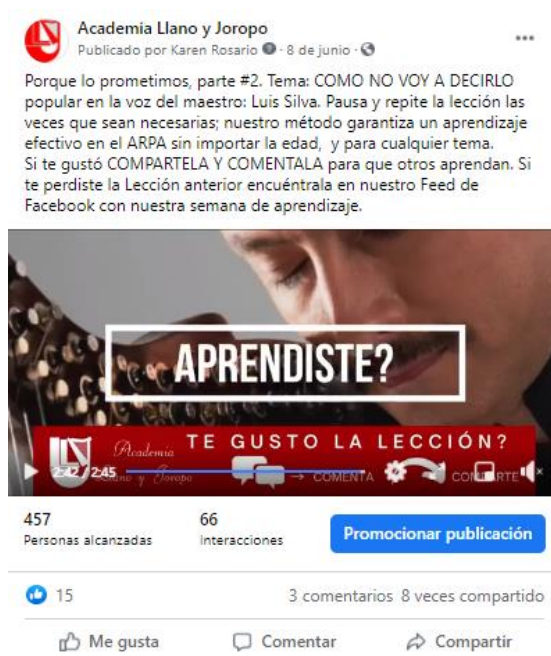 Academia Llano y Joropo
Publicado por Karen Rosario · 8 de junio ·
Porque lo prometimos, parte #2. Tema: COMO NO VOY A DECIRLO
popular en la voz del maestro: Luis Silva. Pausa y repite la lección las
veces que sean necesarias; nuestro método garantiza un aprendizaje
efectivo en el ARPA sin importar la edad, y para cualquier tema.
Si te gustó COMPARTELA Y COMENTALA para que otros aprendan. Si
te perdiste la Lección anterior encuéntrala en nuestro Feed de
Facebook con nuestra semana de aprendizaje.
APRENDISTE?
Academia TE GUSTO LA LECCIÓN?
2:42 / 2:45
Llano y Joropo → COMENTA COMPARTE
457 66
Personas alcanzadas Interacciones
Promocionar publicación
15 3 comentarios 8 veces compartido
Me gusta Comentar Compartir